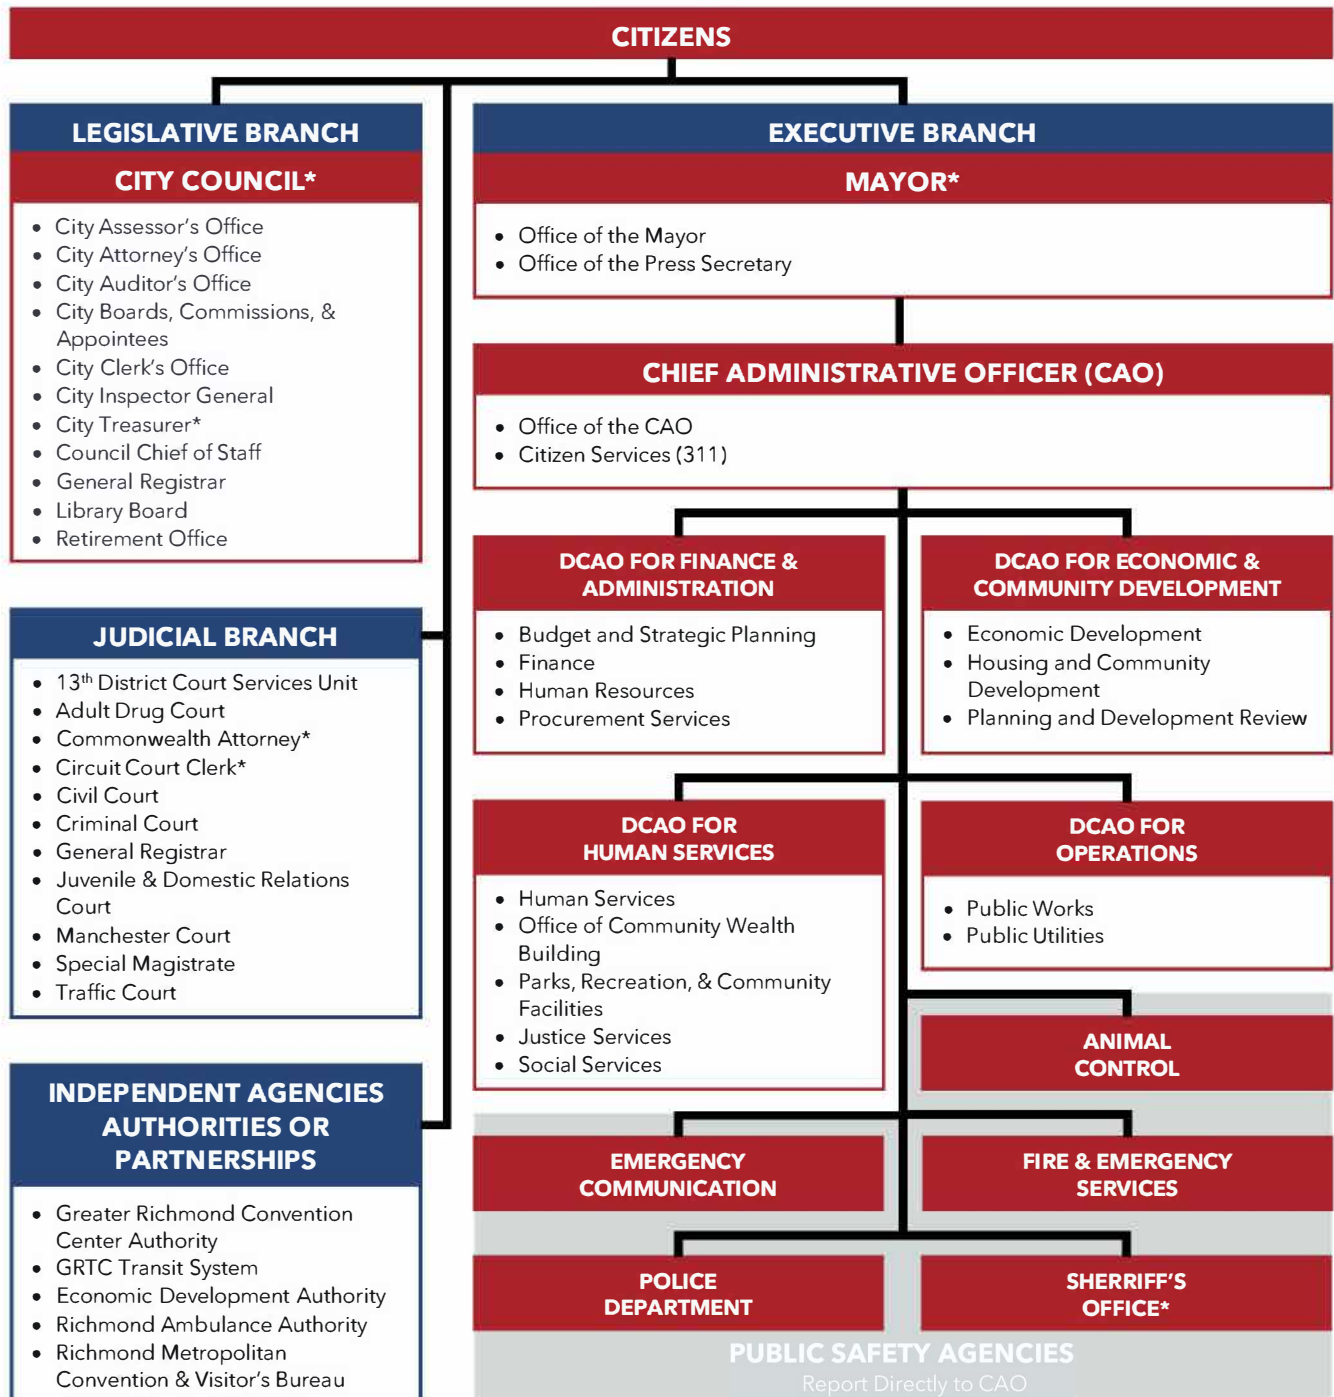 CITIZENS
LEGISLATIVE BRANCH
CITY COUNCIL*
• City Assessor's Office
• City Attorney's Office
• City Auditor's Office
• City Boards, Commissions, &
Appointees
• City Clerk's Office
• City Inspector General
• City Treasurer*
• Council Chief of Staff
• General Registrar
• Library Board
• Retirement Office
JUDICIAL BRANCH
• 13th District Court Services Unit
• Adult Drug Court
• Commonwealth Attorney*
• Circuit Court Clerk*
• Civil Court
• Criminal Court
• General Registrar
• Juvenile & Domestic Relations
Court
• Manchester Court
• Special Magistrate
• Traffic Court
INDEPENDENT AGENCIES
AUTHORITIES OR
PARTNERSHIPS
• Greater Richmond Convention
Center Authority
• GRTC Transit System
• Economic Development Authority
• Richmond Ambulance Authority
• Richmond Metropolitan
Convention & Visitor's Bureau
EXECUTIVE BRANCH
MAYOR*
• Office of the Mayor
• Office of the Press Secretary
CHIEF ADMINISTRATIVE OFFICER (CAO)
• Office of the CAO
• Citizen Services (311)
DCAO FOR FINANCE &
ADMINISTRATION
• Budget and Strategic Planning
• Finance
• Human Resources
• Procurement Services
DCAO FOR ECONOMIC &
COMMUNITY DEVELOPMENT
• Economic Development
• Housing and Community
Development
• Planning and Development Review
DCAO FOR
HUMAN SERVICES
• Human Services
• Office of Community Wealth
Building
• Parks, Recreation, & Community
Facilities
• Justice Services
• Social Services
DCAO FOR
OPERATIONS
• Public Works
• Public Utilities
ANIMAL
CONTROL
EMERGENCY
COMMUNICATION
FIRE & EMERGENCY
SERVICES
POLICE
DEPARTMENT
SHERRIFF'S
OFFICE*
PUBLIC SAFETY AGENCIES
Report Directly to CAO